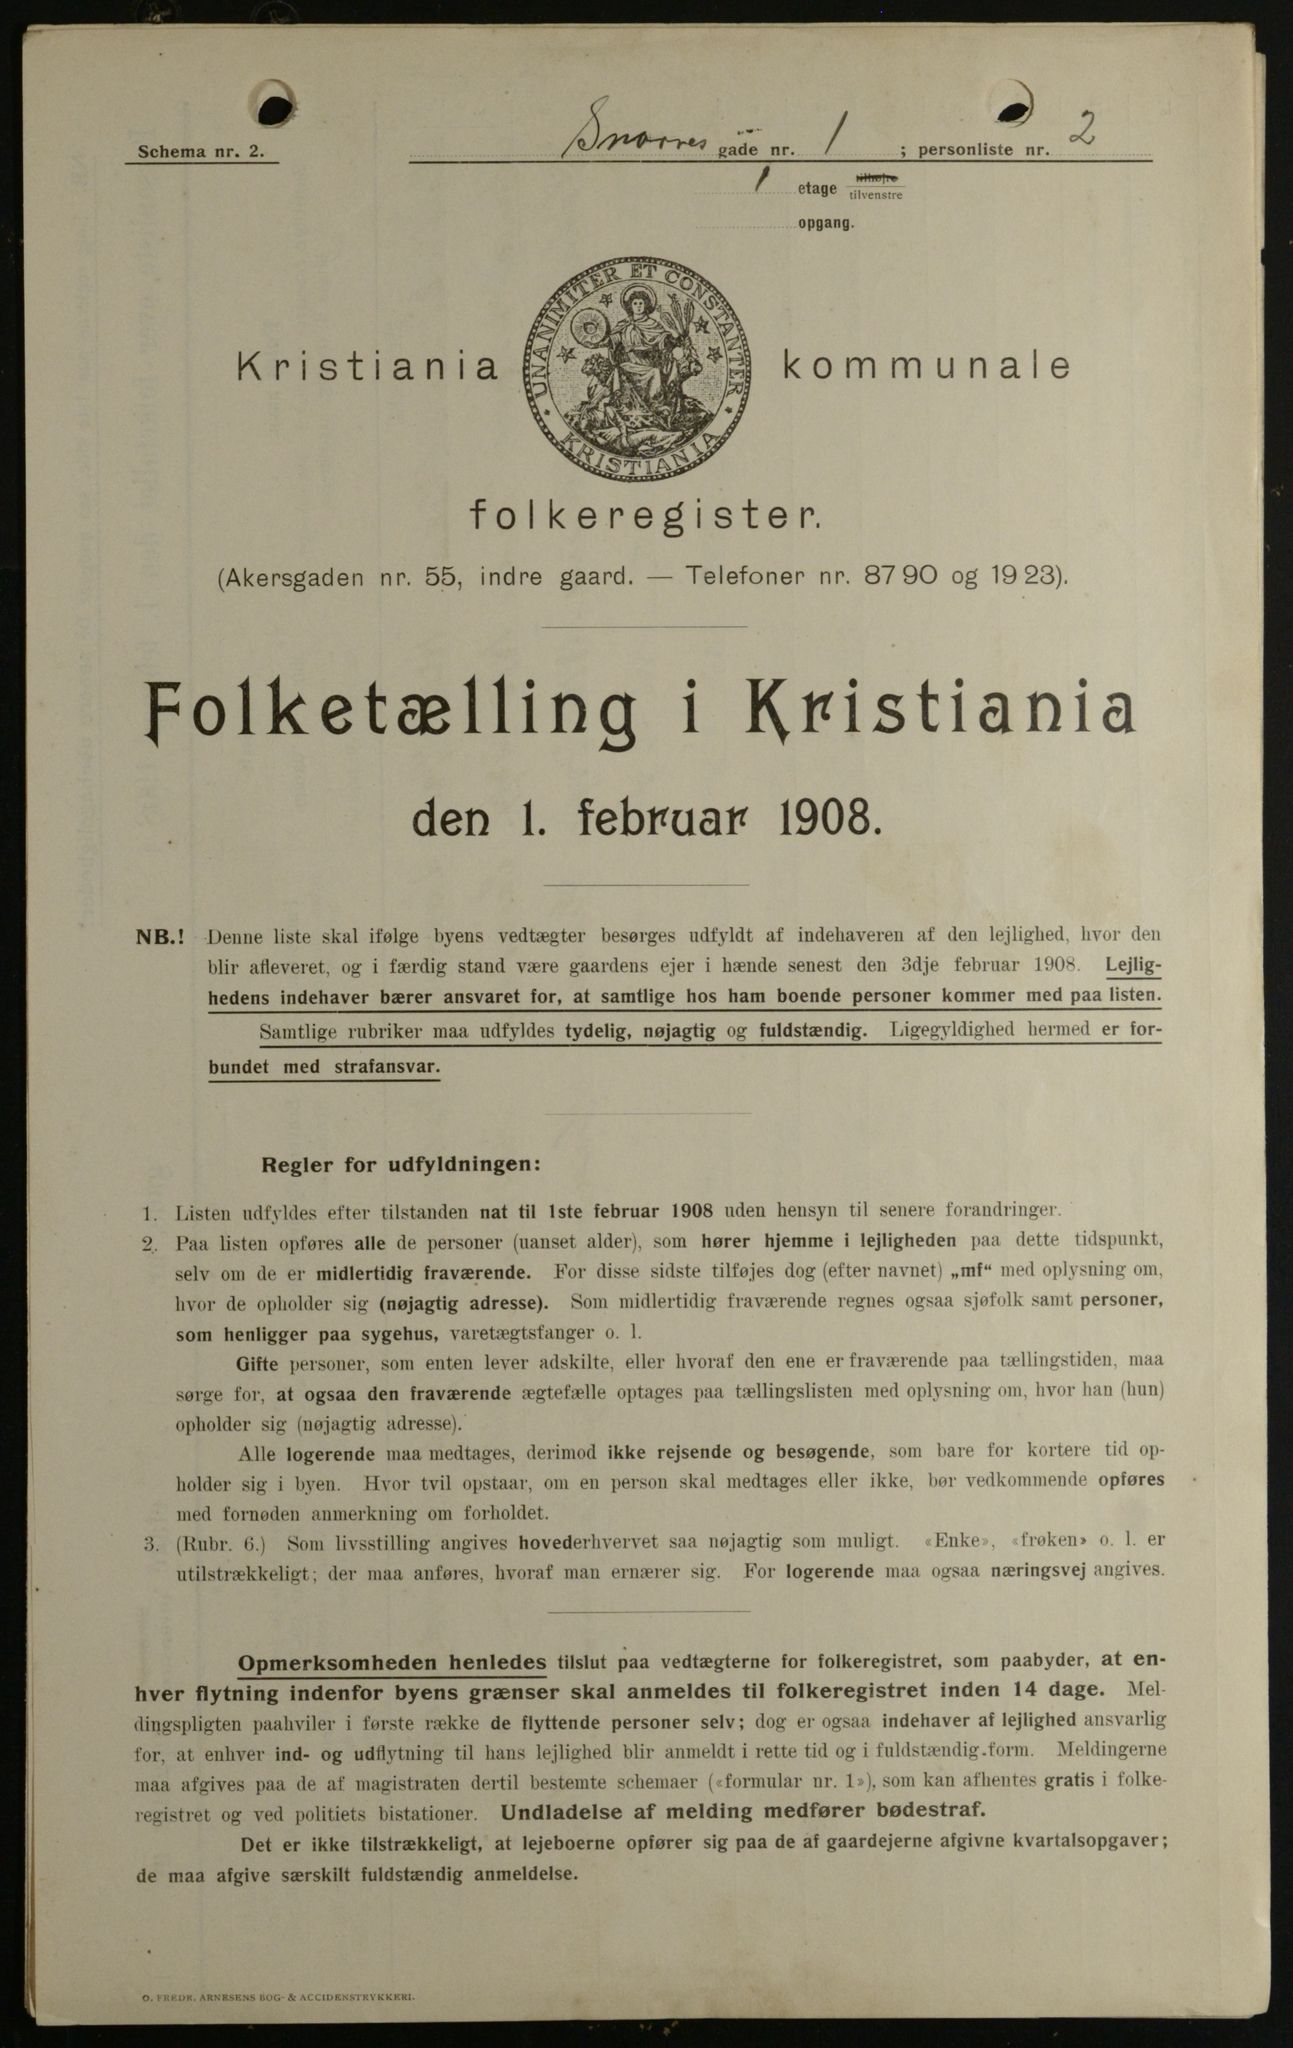 Schema nr. 2. Snorres gade nr. 1 ; personliste nr. 2
1 etage tilhøjre tilvenstre
opgang.
UNANIMITER ET CONSTANTER
KRISTIANIA
Kristiania kommunale
folkeregister.
(Akersgaden nr. 55, indre gaard. — Telefoner nr. 8790 og 1923).
Folketælling i Kristiania
den 1. februar 1908.
NB.! Denne liste skal ifølge byens vedtægter besørges udfyldt af indehaveren af den lejlighed, hvor den
blir afleveret, og i færdig stand være gaardens ejer i hænde senest den 3dje februar 1908. Lejlig-
hedens indehaver bærer ansvaret for, at samtlige hos ham boende personer kommer med paa listen.
Samtlige rubriker maa udfyldes tydelig, nøjagtig og fuldstændig. Ligegyldighed hermed er for-
bundet med strafansvar.
Regler for udfyldningen:
1. Listen udfyldes efter tilstanden nat til 1ste februar 1908 uden hensyn til senere forandringer.
2. Paa listen opføres alle de personer (uanset alder), som hører hjemme i lejligheden paa dette tidspunkt,
selv om de er midlertidig fraværende. For disse sidste tilføjes dog (efter navnet) „mf“ med oplysning om,
hvor de opholder sig (nøjagtig adresse). Som midlertidig fraværende regnes ogsaa sjøfolk samt personer,
som henligger paa sygehus, varetægtsfanger o. l.
Gifte personer, som enten lever adskilte, eller hvoraf den ene er fraværende paa tællingstiden, maa
sørge for, at ogsaa den fraværende ægtefælle optages paa tællingslisten med oplysning om, hvor han (hun)
opholder sig (nøjagtig adresse).
Alle logerende maa medtages, derimod ikke rejsende og besøgende, som bare for kortere tid op-
holder sig i byen. Hvor tvil opstaar, om en person skal medtages eller ikke, bør vedkommende opføres
med fornøden anmerkning om forholdet.
3. (Rubr. 6.) Som livsstilling angives hovederhvervet saa nøjagtig som muligt. «Enke», «frøken» o. l. er
utilstrækkeligt; der maa anføres, hvoraf man ernærer sig. For logerende maa ogsaa næringsvej angives.
Opmerksomheden henledes tilslut paa vedtægterne for folkeregistret, som paabyder, at en-
hver flytning indenfor byens grænser skal anmeldes til folkeregistret inden 14 dage. Mel-
dingspligten paahviler i første række de flyttende personer selv; dog er ogsaa indehaver af lejlighed ansvarlig
for, at enhver ind- og udflytning til hans lejlighed blir anmeldt i rette tid og i fuldstændig form. Meldingerne
maa afgives paa de af magistraten dertil bestemte schemaer («formular nr. 1»), som kan afhentes gratis i folke-
registret og ved politiets bistationer. Undladelse af melding medfører bødestraf.
Det er ikke tilstrækkeligt, at lejeboerne opfører sig paa de af gaardejerne afgivne kvartalsopgaver;
de maa afgive særskilt fuldstændig anmeldelse.
O. FREDR. ARNESENS BOG- & ACCIDENSTRYKKERI.